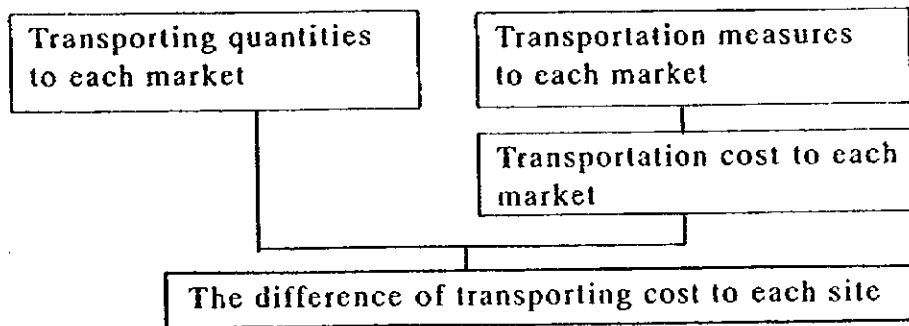 Transporting quantities
to each market
Transportation measures
to each market
Transportation cost to each
market
The difference of transporting cost to each site